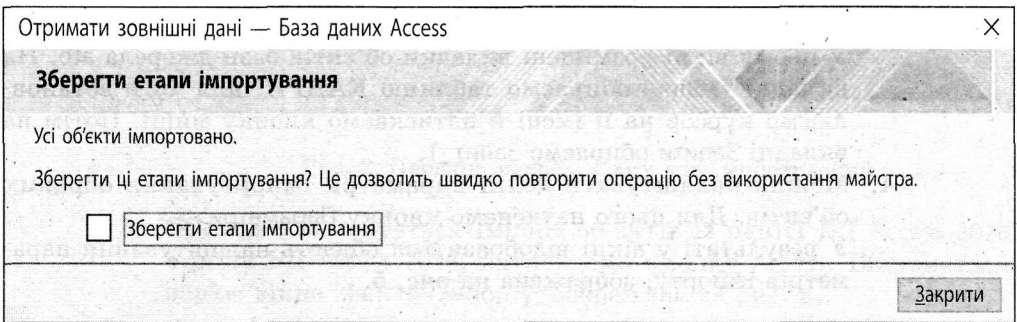 Отримати зовнішні дані — База даних Access
Зберегти етапи імпортування
Усі об'єкти імпортовано.
Зберегти ці етапи імпортування? Це дозволить швидко повторити операцію без використання майстра.
Зберегти етапи імпортування
Закрити